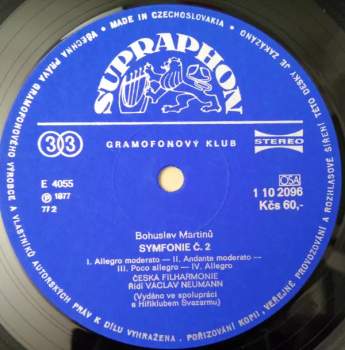 VŠECHNA PRÁVA GRAMOFONOVÉHO VÝROBCE A VLASTNÍKŮ AUTORSKÝCH PRÁV K DÍLU VYHRAŽENA. POŘIZOVÁNÍ KOPIÍ, VEŘEJNÉ PROVOZOVÁNÍ A ROZHLASOVÉ ŠÍŘENÍ TÉTO DESKY JE ZAKÁZÁNO
• MADE IN CZECHOSLOVAKIA •
SUPRAPHON
33
GRAMOFONOVÝ KLUB
STEREO
E 4055
OSA
Ⓟ 1977
1 10 2096
77 2
Kčs 60,-
Bohuslav Martinů
SYMFONIE Č. 2
I. Allegro moderato — II. Andante moderato —
III. Poco allegro — IV. Allegro
ČESKÁ FILHARMONIE
Řídí VÁCLAV NEUMANN
(Vydáno ve spolupráci
s Hifiklubem Svazarmu)